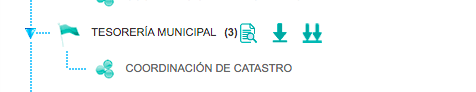 TESORERÍA MUNICIPAL (3)
COORDINACIÓN DE CATASTRO